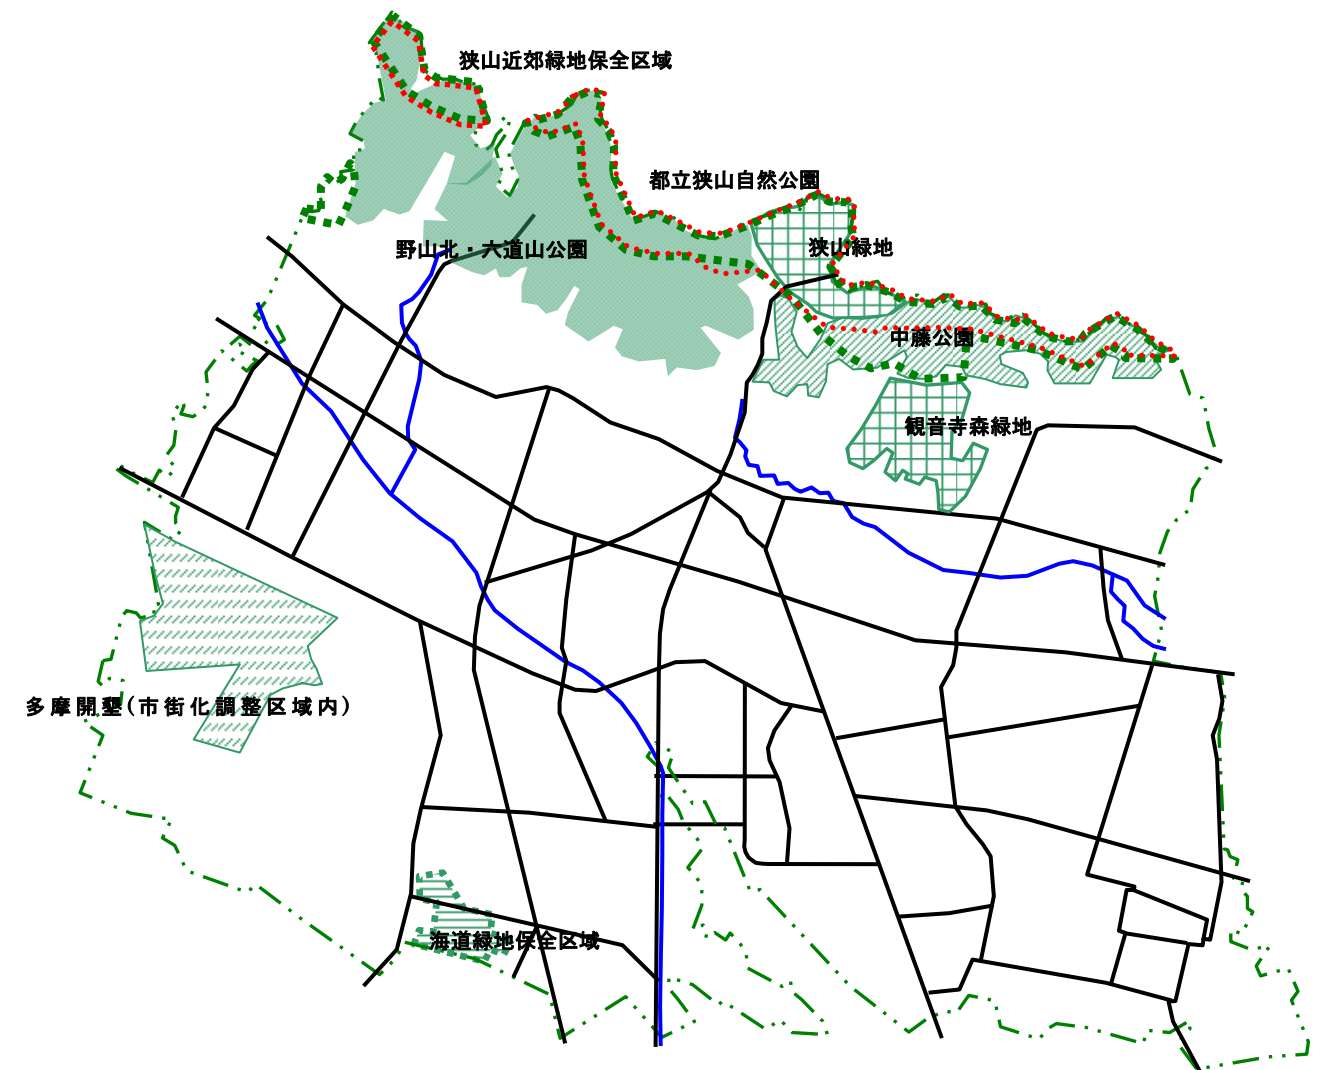 狭山近郊緑地保全区域
都立狭山自然公園
野山北・六道山公園
狭山緑地
中藤公園
観音寺森緑地
多摩開墾(市街化調整区域内)
海道緑地保全区域